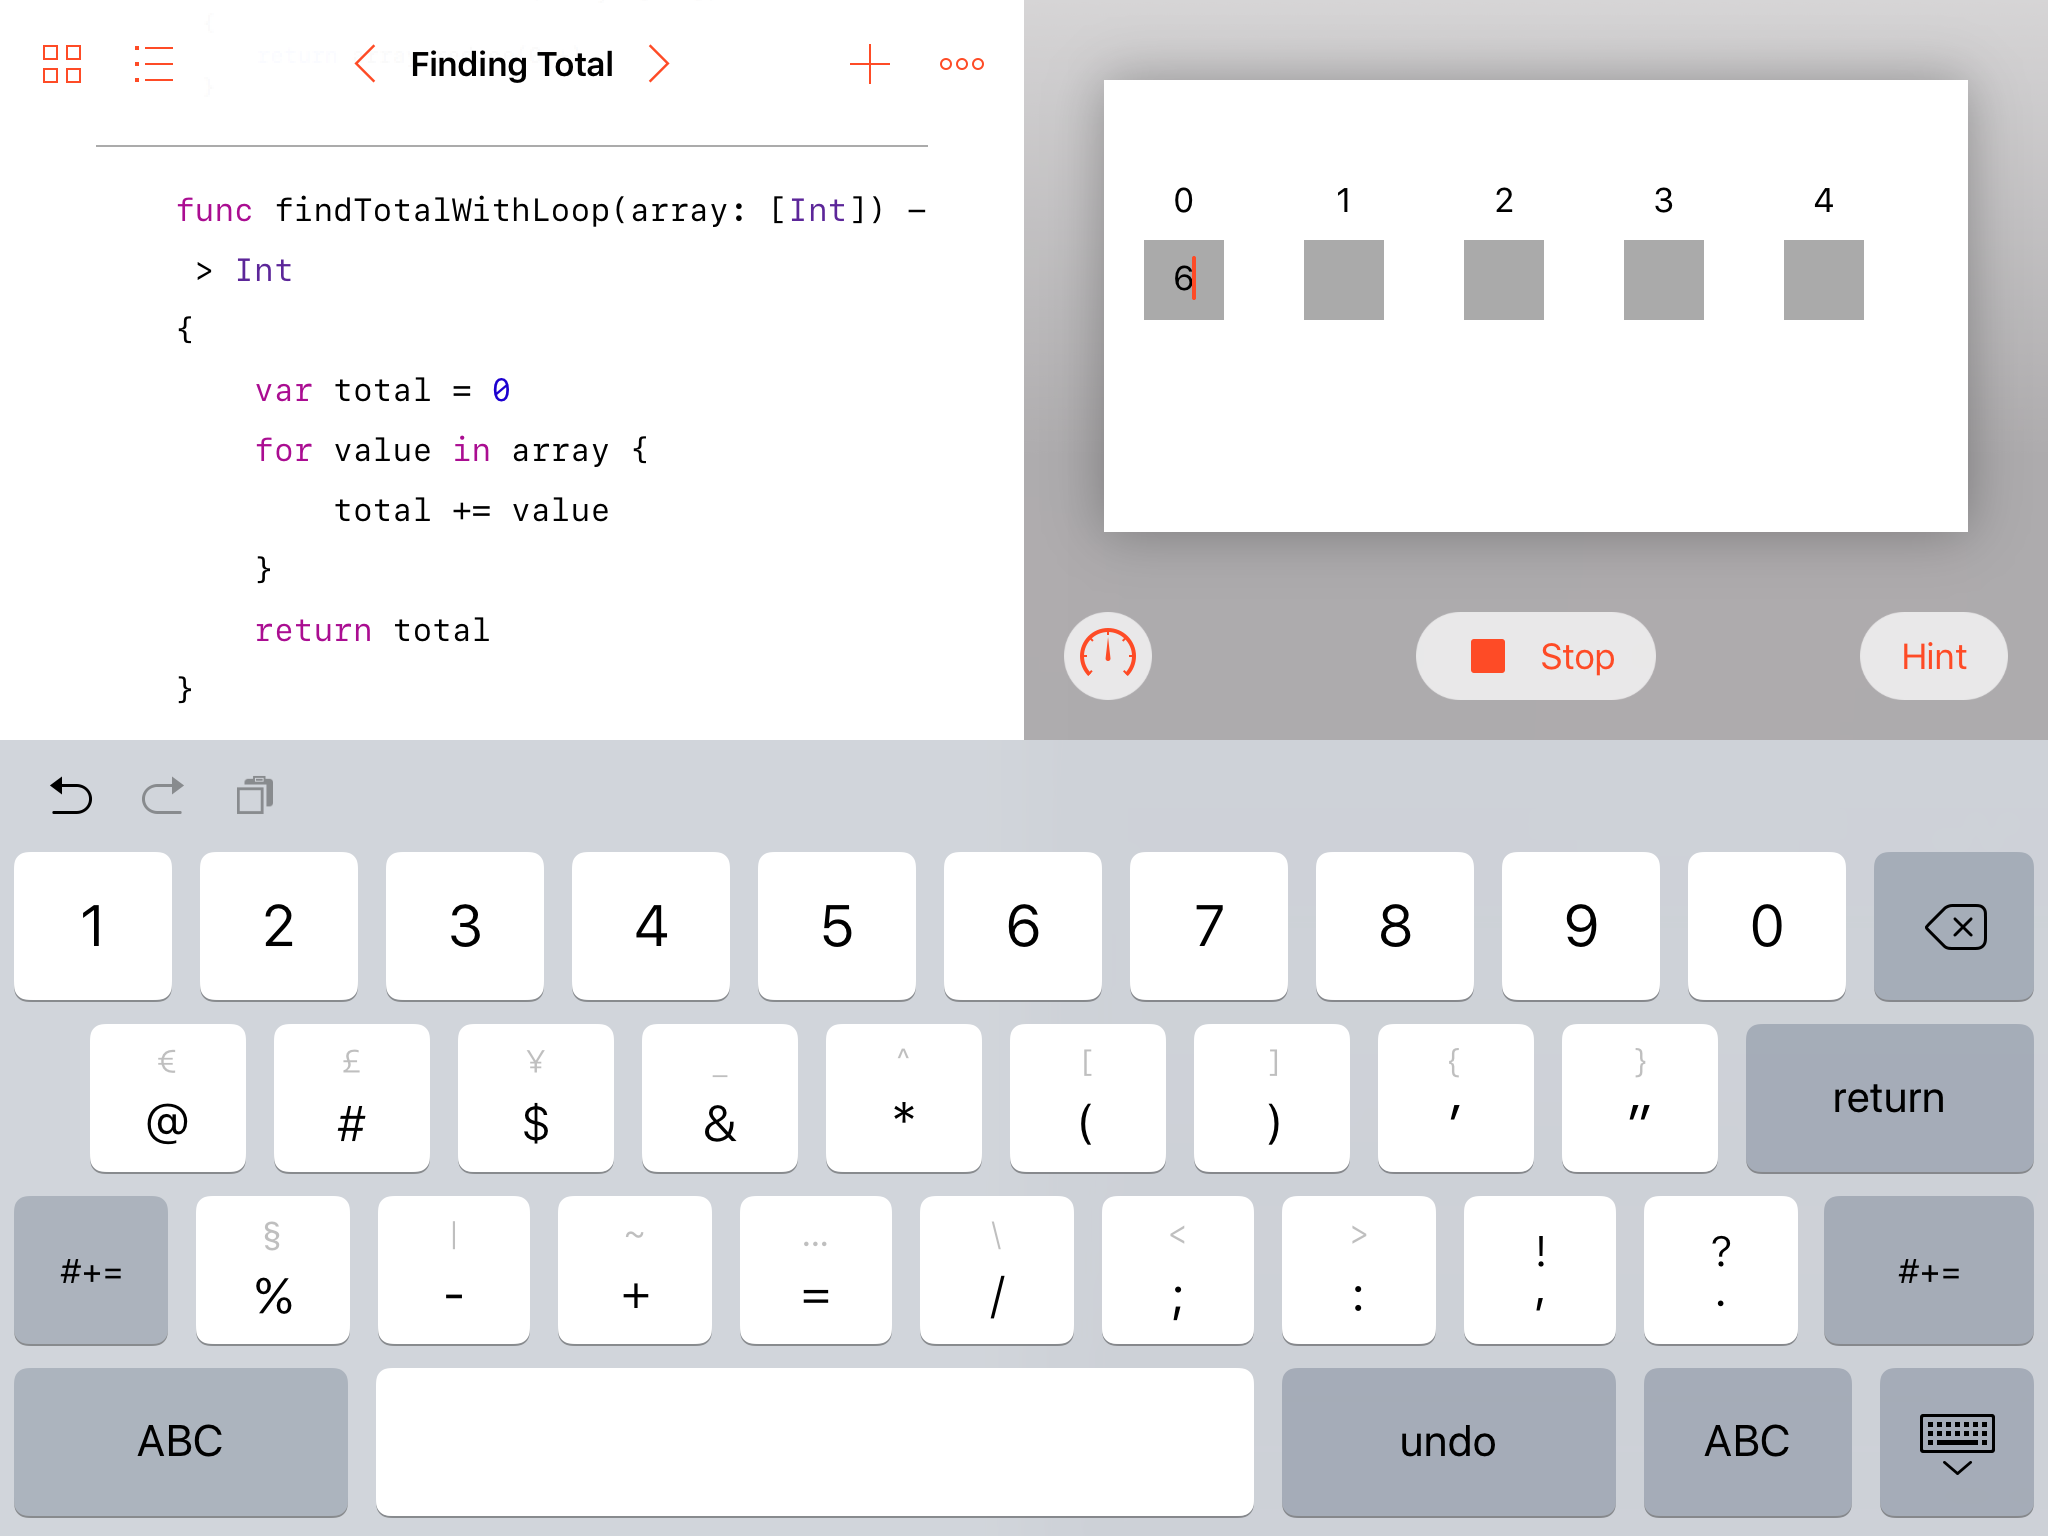 Finding Total
func findTotalWithLoop(array: [Int]) -
> Int
{
var total = 0
for value in array {
total += value
}
return total
}
0 1 2 3 4
6
Stop
Hint
1 2 3 4 5 6 7 8 9 0
€ £ ¥ _ ^ [ ] { }
@ # $ & * ( ) ' "
return
§ | ~ … \ < > ! ?
#+= % - + = / ; : , . #+=
ABC undo ABC